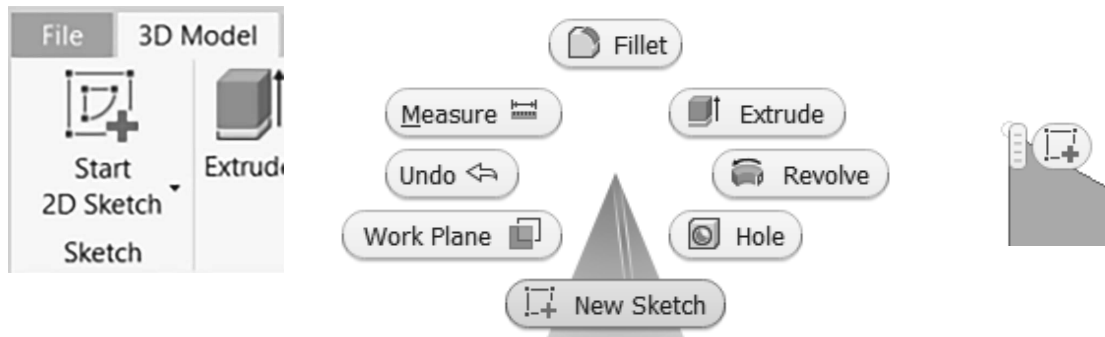 File 3D Model
Start
2D Sketch
Extrude
Sketch
Fillet
Measure
Extrude
Undo
Revolve
Work Plane
Hole
New Sketch